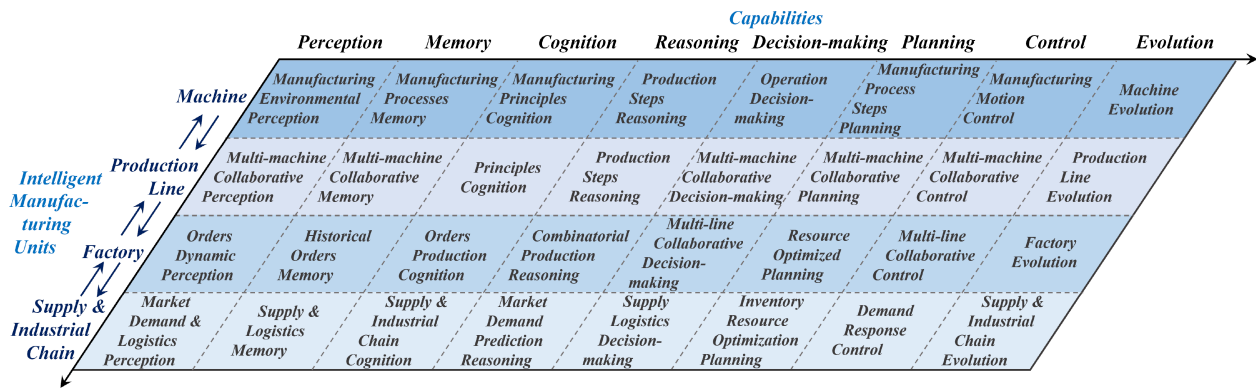 Capabilities
Perception Memory Cognition Reasoning Decision-making Planning Control Evolution
Intelligent
Manufac-
turing
Units
Machine
Manufacturing
Environmental
Perception
Manufacturing
Processes
Memory
Manufacturing
Principles
Cognition
Production
Steps
Reasoning
Operation
Decision-
making
Manufacturing
Process
Steps
Planning
Manufacturing
Motion
Control
Machine
Evolution
Production
Line
Multi-machine
Collaborative
Perception
Multi-machine
Collaborative
Memory
Principles
Cognition
Production
Steps
Reasoning
Multi-machine
Collaborative
Decision-making
Multi-machine
Collaborative
Planning
Multi-machine
Collaborative
Control
Production
Line
Evolution
Factory
Orders
Dynamic
Perception
Historical
Orders
Memory
Orders
Production
Cognition
Combinatorial
Production
Reasoning
Multi-line
Collaborative
Decision-
making
Resource
Optimized
Planning
Multi-line
Collaborative
Control
Factory
Evolution
Supply &
Industrial
Chain
Market
Demand &
Logistics
Perception
Supply &
Logistics
Memory
Supply &
Industrial
Chain
Cognition
Market
Demand
Prediction
Reasoning
Supply
Logistics
Decision-
making
Inventory
Resource
Optimization
Planning
Demand
Response
Control
Supply &
Industrial
Chain
Evolution